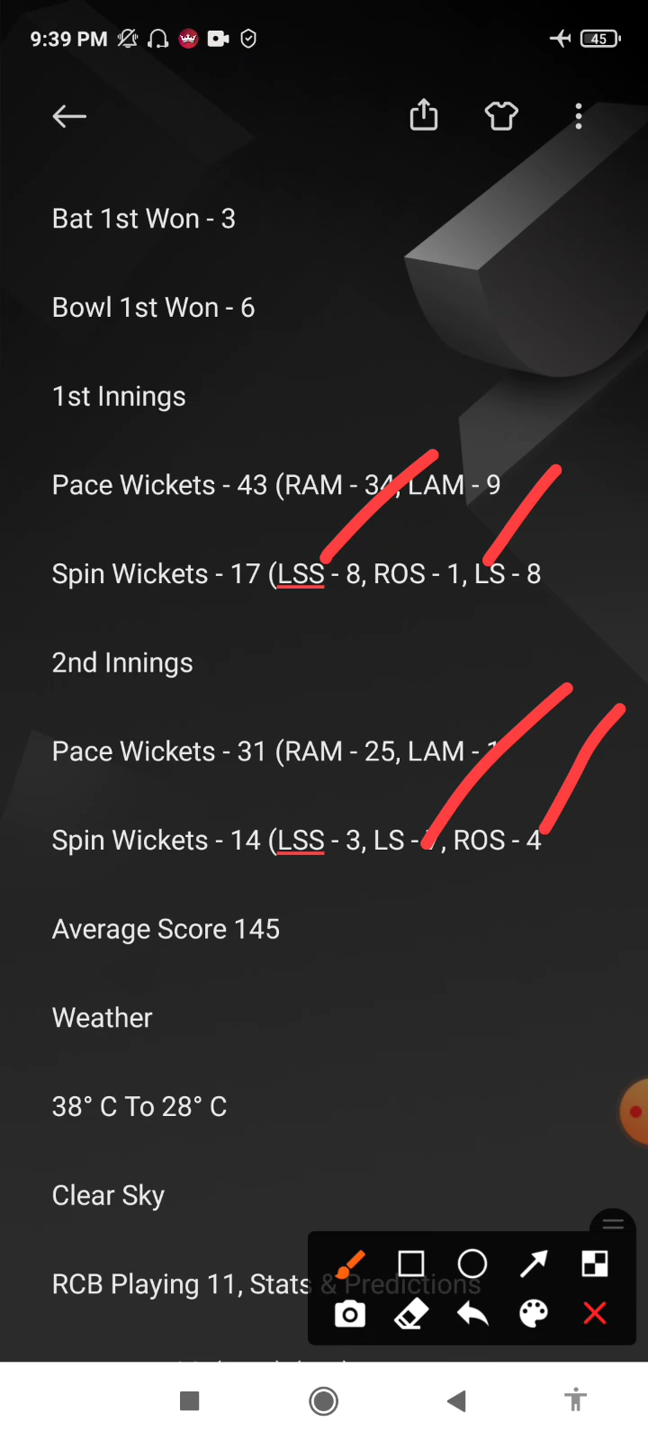 9:39 PM
45
Bat 1st Won - 3
Bowl 1st Won - 6
1st Innings
Pace Wickets - 43 (RAM - 34, LAM - 9
Spin Wickets - 17 (LSS - 8, ROS - 1, LS - 8
2nd Innings
Pace Wickets - 31 (RAM - 25, LAM -
Spin Wickets - 14 (LSS - 3, LS - 7, ROS - 4
Average Score 145
Weather
38° C To 28° C
Clear Sky
RCB Playing 11, Stats & Predictions